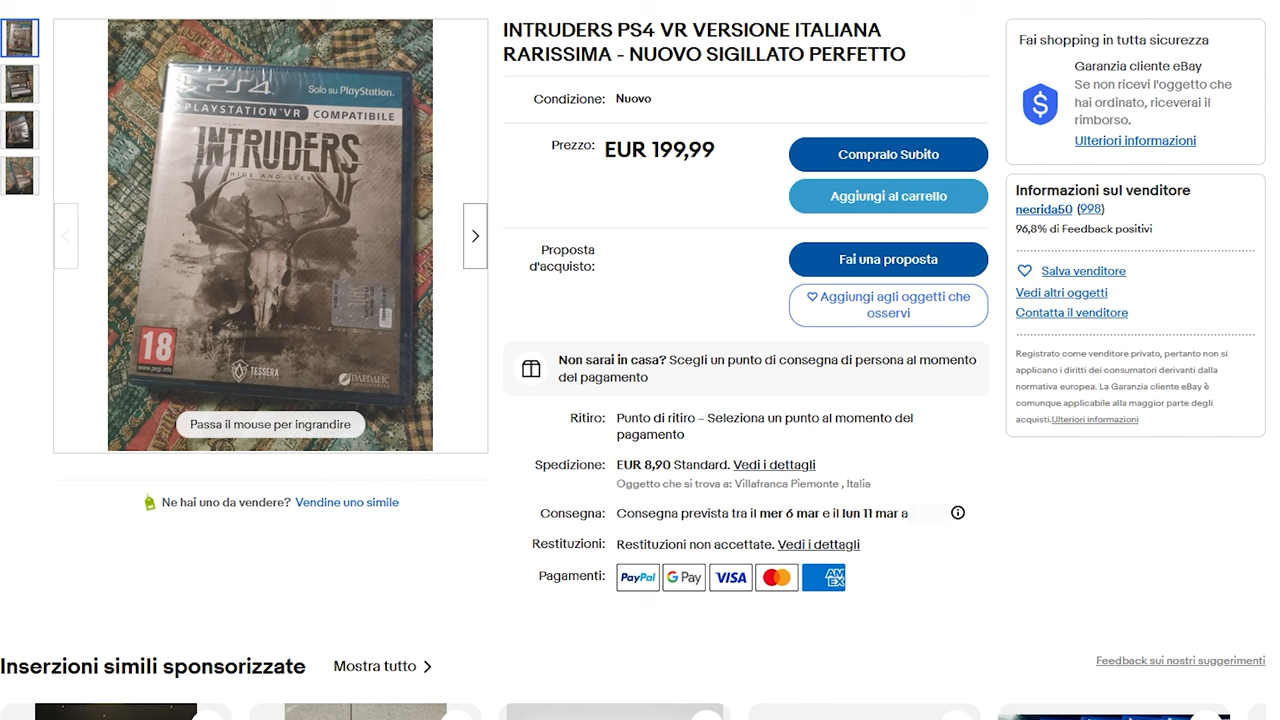 INTRUDERS PS4 VR VERSIONE ITALIANA
RARISSIMA - NUOVO SIGILLATO PERFETTO
Condizione: Nuovo
Prezzo: EUR 199,99
Compralo Subito
Aggiungi al carrello
Proposta
d'acquisto:
Fai una proposta
Aggiungi agli oggetti che
osservi
Non sarai in casa? Scegli un punto di consegna di persona al momento
del pagamento
Ritiro: Punto di ritiro – Seleziona un punto al momento del
pagamento
Spedizione: EUR 8,90 Standard. Vedi i dettagli
Oggetto che si trova a: Villafranca Piemonte , Italia
Consegna: Consegna prevista tra il mer 6 mar e il lun 11 mar a
Restituzioni: Restituzioni non accettate. Vedi i dettagli
Pagamenti: PayPal G Pay VISA AM EX
PS4
Solo su PlayStation.
PLAYSTATION VR COMPATIBILE
INTRUDERS
HIDE AND SEEK
18
www.pegi.info
TESSERA
DAEDALIC
ENTERTAINMENT
Passa il mouse per ingrandire
Ne hai uno da vendere? Vendine uno simile
Fai shopping in tutta sicurezza
Garanzia cliente eBay
Se non ricevi l'oggetto che
hai ordinato, riceverai il
rimborso.
Ulteriori informazioni
Informazioni sul venditore
necrida50 (998)
96,8% di Feedback positivi
Salva venditore
Vedi altri oggetti
Contatta il venditore
Registrato come venditore privato, pertanto non si
applicano i diritti dei consumatori derivanti dalla
normativa europea. La Garanzia cliente eBay è
comunque applicabile alla maggior parte degli
acquisti.Ulteriori informazioni
Inserzioni simili sponsorizzate
Mostra tutto
Feedback sui nostri suggerimenti